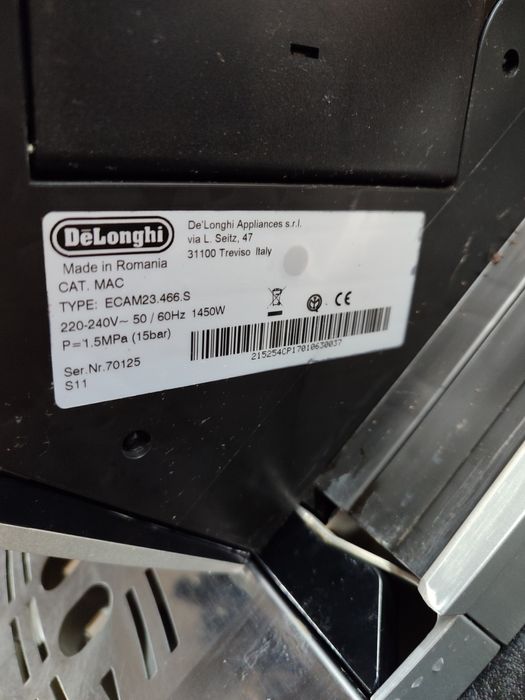 DeLonghi
De'Longhi Appliances s.r.l.
via L. Seitz, 47
31100 Treviso Italy
Made in Romania
CAT. MAC
TYPE: ECAM23.466.S
220-240V~ 50 / 60Hz 1450W
P=1.5MPa (15bar)
CE
215254CP17010630037
Ser.Nr.70125
S11